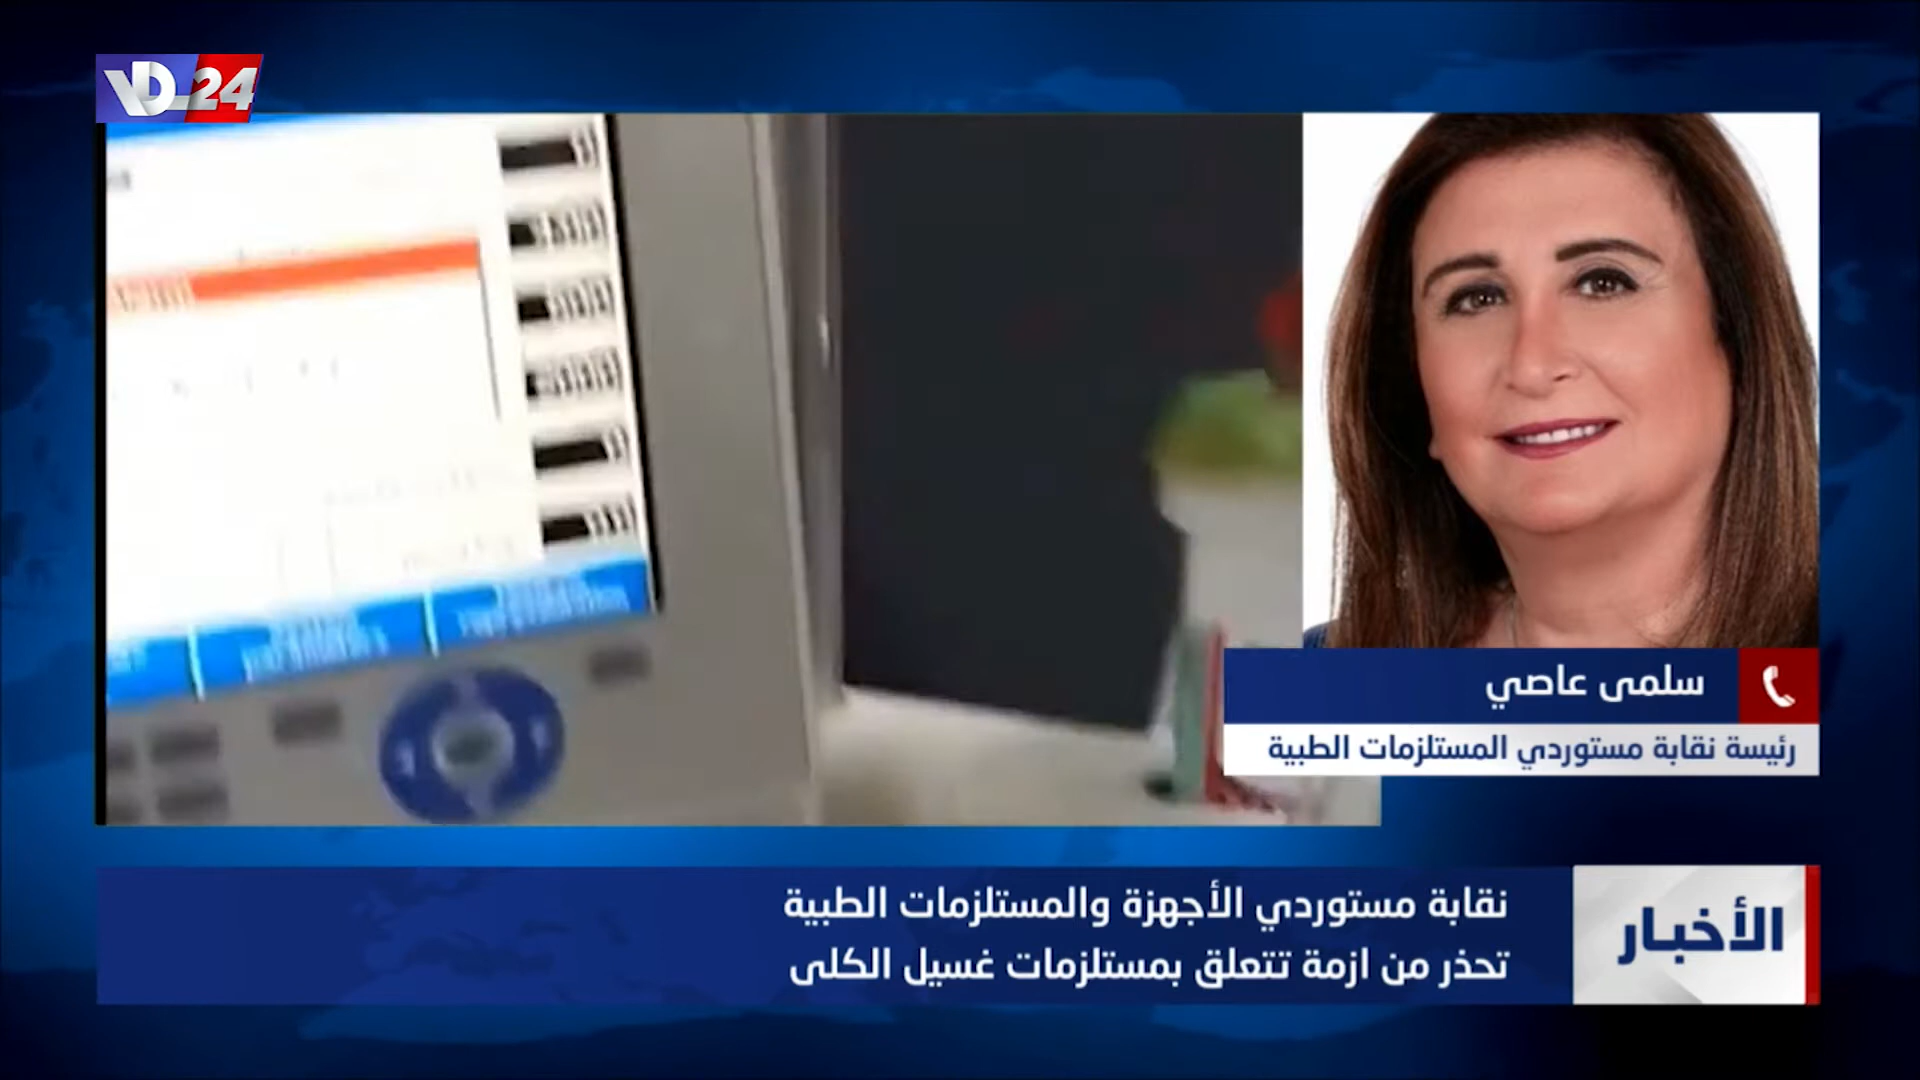 VD_24
سلمى عاصي
رئيسة نقابة مستوردي المستلزمات الطبية
الأخبار
نقابة مستوردي الأجهزة والمستلزمات الطبية
تحذر من ازمة تتعلق بمستلزمات غسيل الكلى